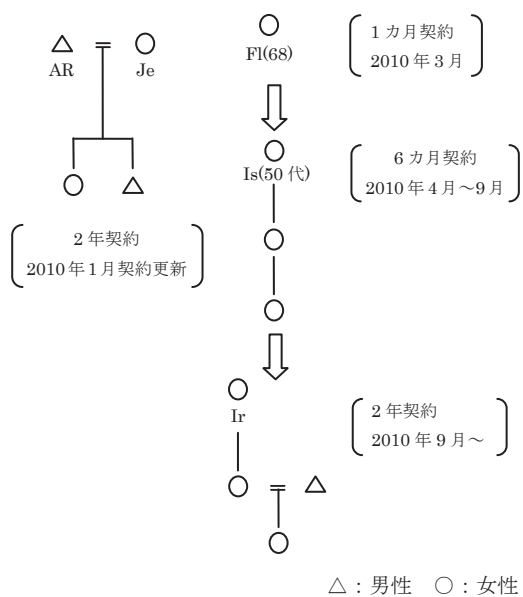 AR Je
Fl(68)
1カ月契約
2010年3月
Is(50代)
6カ月契約
2010年4月～9月
2年契約
2010年1月契約更新
Ir
2年契約
2010年9月～
△：男性　○：女性